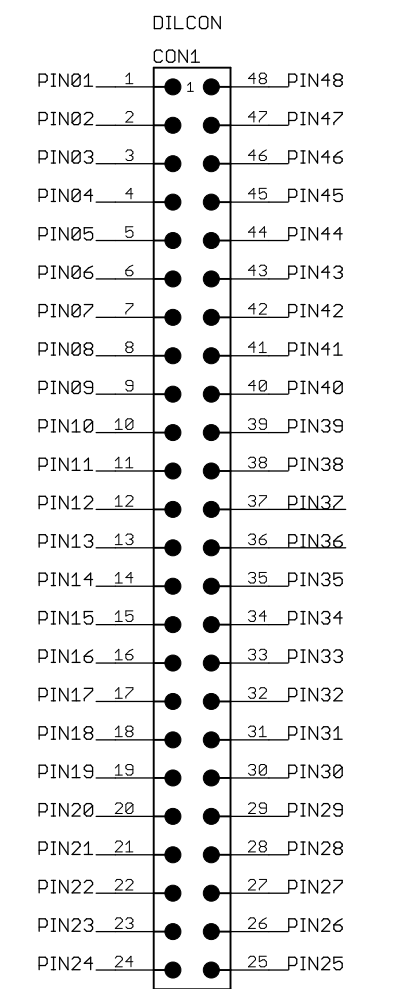 DILCON
CON1
PIN01 1 1 48 PIN48
PIN02 2 47 PIN47
PIN03 3 46 PIN46
PIN04 4 45 PIN45
PIN05 5 44 PIN44
PIN06 6 43 PIN43
PIN07 7 42 PIN42
PIN08 8 41 PIN41
PIN09 9 40 PIN40
PIN10 10 39 PIN39
PIN11 11 38 PIN38
PIN12 12 37 PIN37
PIN13 13 36 PIN36
PIN14 14 35 PIN35
PIN15 15 34 PIN34
PIN16 16 33 PIN33
PIN17 17 32 PIN32
PIN18 18 31 PIN31
PIN19 19 30 PIN30
PIN20 20 29 PIN29
PIN21 21 28 PIN28
PIN22 22 27 PIN27
PIN23 23 26 PIN26
PIN24 24 25 PIN25